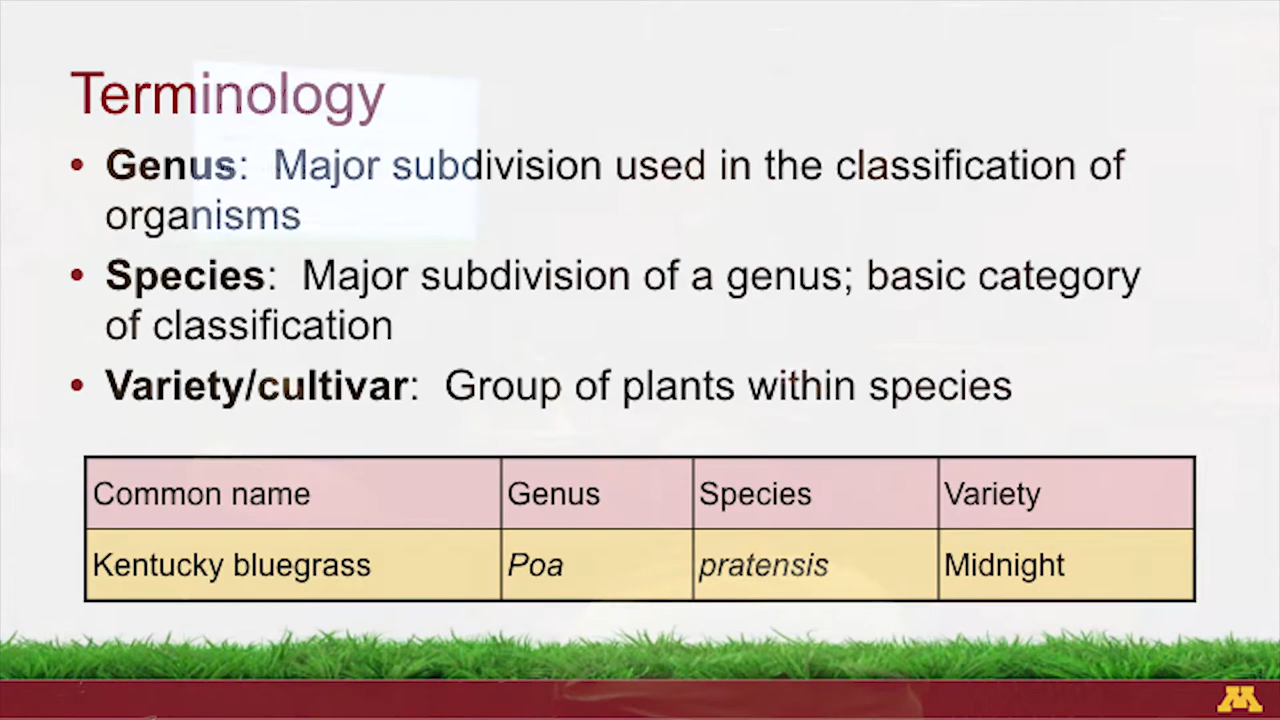 Terminology
• Genus: Major subdivision used in the classification of
organisms
• Species: Major subdivision of a genus; basic category
of classification
• Variety/cultivar: Group of plants within species
Common name Genus Species Variety
Kentucky bluegrass Poa pratensis Midnight
M